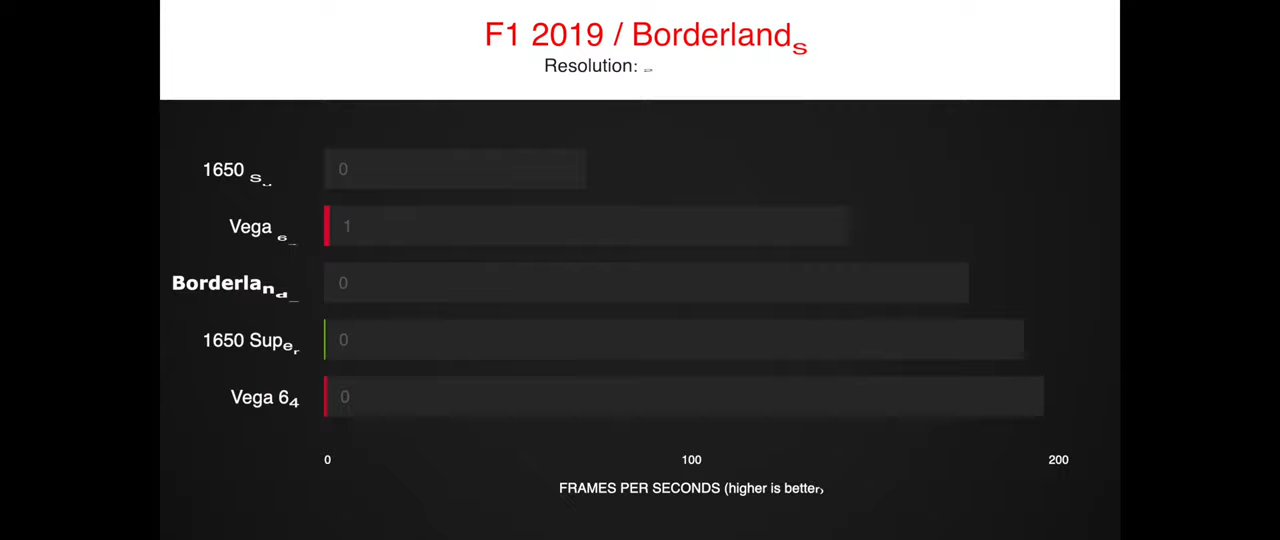 F1 2019 / Borderlands
Resolution:
1650
0
Vega
1
0
1650 Super
0
Vega 64
0
0 100 200
FRAMES PER SECONDS (higher is better)